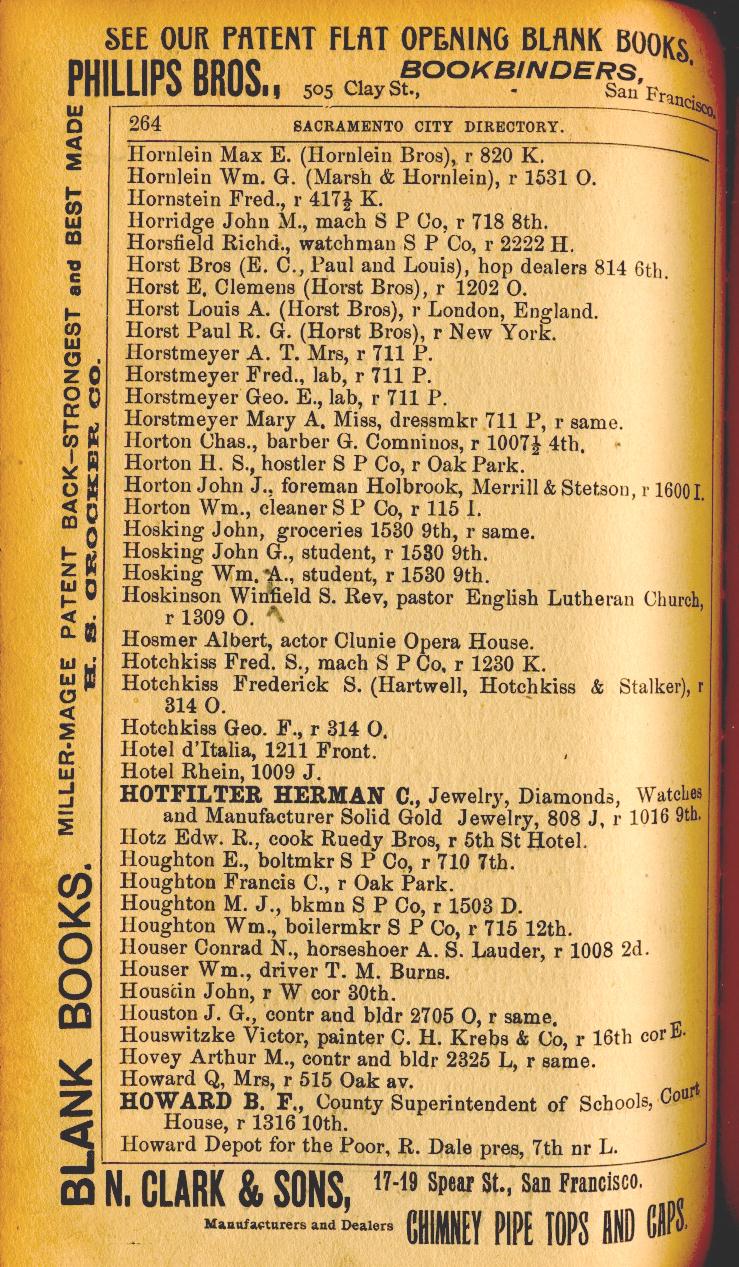 SEE OUR PATENT FLAT OPENING BLANK BOOKS.
PHILLIPS BROS., 505 Clay St., BOOKBINDERS, San Francisco.
264 SACRAMENTO CITY DIRECTORY.
Hornlein Max E. (Hornlein Bros), r 820 K.
Hornlein Wm. G. (Marsh & Hornlein), r 1531 O.
Hornstein Fred., r 417½ K.
Horridge John M., mach S P Co, r 718 8th.
Horsfield Richd., watchman S P Co, r 2222 H.
Horst Bros (E. C., Paul and Louis), hop dealers 814 6th.
Horst E. Clemens (Horst Bros), r 1202 O.
Horst Louis A. (Horst Bros), r London, England.
Horst Paul R. G. (Horst Bros), r New York.
Horstmeyer A. T. Mrs, r 711 P.
Horstmeyer Fred., lab, r 711 P.
Horstmeyer Geo. E., lab, r 711 P.
Horstmeyer Mary A. Miss, dressmkr 711 P, r same.
Horton Chas., barber G. Comninos, r 1007½ 4th.
Horton H. S., hostler S P Co, r Oak Park.
Horton John J., foreman Holbrook, Merrill & Stetson, r 1600 I.
Horton Wm., cleaner S P Co, r 115 I.
Hosking John, groceries 1530 9th, r same.
Hosking John G., student, r 1530 9th.
Hosking Wm. A., student, r 1530 9th.
Hoskinson Winfield S. Rev, pastor English Lutheran Church,
r 1309 O.
Hosmer Albert, actor Clunie Opera House.
Hotchkiss Fred. S., mach S P Co, r 1230 K.
Hotchkiss Frederick S. (Hartwell, Hotchkiss & Stalker), r
314 O.
Hotchkiss Geo. F., r 314 O.
Hotel d'Italia, 1211 Front.
Hotel Rhein, 1009 J.
HOTFILTER HERMAN C., Jewelry, Diamonds, Watches
and Manufacturer Solid Gold Jewelry, 808 J, r 1016 9th.
Hotz Edw. R., cook Ruedy Bros, r 5th St Hotel.
Houghton E., boltmkr S P Co, r 710 7th.
Houghton Francis C., r Oak Park.
Houghton M. J., bkmn S P Co, r 1503 D.
Houghton Wm., boilermkr S P Co, r 715 12th.
Houser Conrad N., horseshoer A. S. Lauder, r 1008 2d.
Houser Wm., driver T. M. Burns.
Houstin John, r W cor 30th.
Houston J. G., contr and bldr 2705 O, r same.
Houswitzke Victor, painter C. H. Krebs & Co, r 16th cor E.
Hovey Arthur M., contr and bldr 2325 L, r same.
Howard Q, Mrs, r 515 Oak av.
HOWARD B. F., County Superintendent of Schools, Court
House, r 1316 10th.
Howard Depot for the Poor, R. Dale pres, 7th nr L.
BLANK BOOKS. MILLER-MAGEE PATENT BACK—STRONGEST and BEST MADE
H. S. CROCKER CO.
N. CLARK & SONS, 17-19 Spear St., San Francisco.
Manufacturers and Dealers CHIMNEY PIPE TOPS AND CAPS.